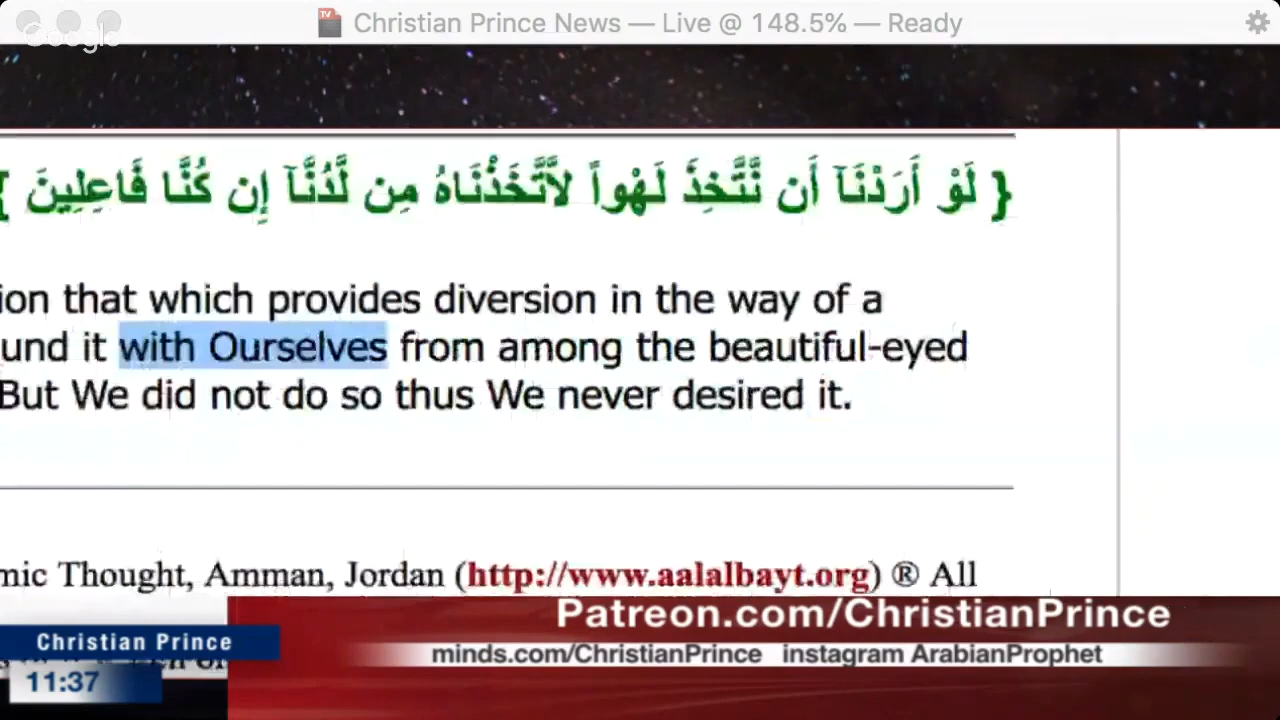 Christian Prince News — Live @ 148.5% — Ready
Google
{ لَوْ أَرَدْنَآ أَن نَّتَّخِذَ لَهْواً لاَّتَّخَذْنَاهُ مِن لَّدُنَّآ إِن كُنَّا فَاعِلِينَ }
ion that which provides diversion in the way of a
und it with Ourselves from among the beautiful-eyed
But We did not do so thus We never desired it.
mic Thought, Amman, Jordan (http://www.aalalbayt.org) ® All
Patreon.com/ChristianPrince
Christian Prince
minds.com/ChristianPrince instagram ArabianProphet
11:37